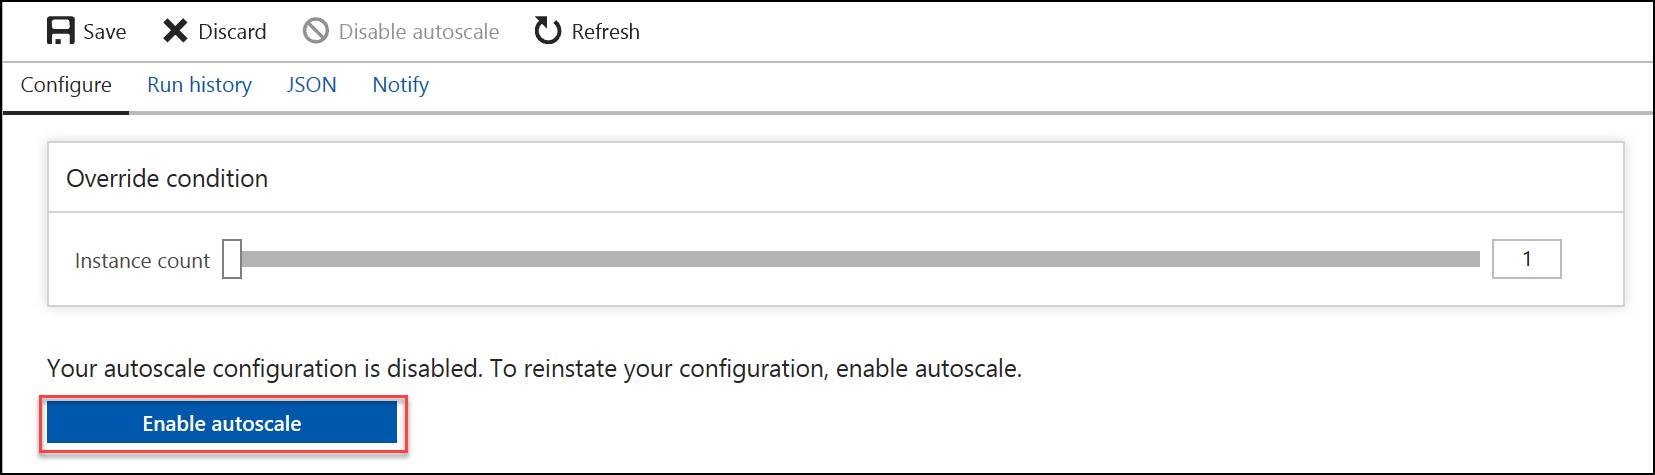 Save Discard Disable autoscale Refresh
Configure Run history JSON Notify
Override condition
Instance count 1
Your autoscale configuration is disabled. To reinstate your configuration, enable autoscale.
Enable autoscale